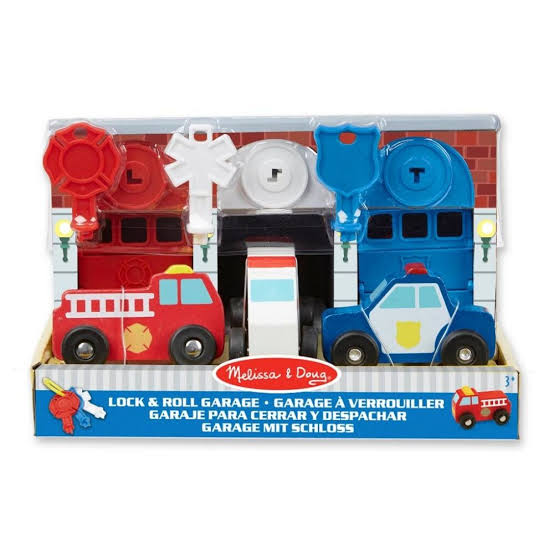 Melissa & Doug
LOCK & ROLL GARAGE • GARAGE À VERROUILLER
GARAJE PARA CERRAR Y DESPACHAR
GARAGE MIT SCHLOSS
3+